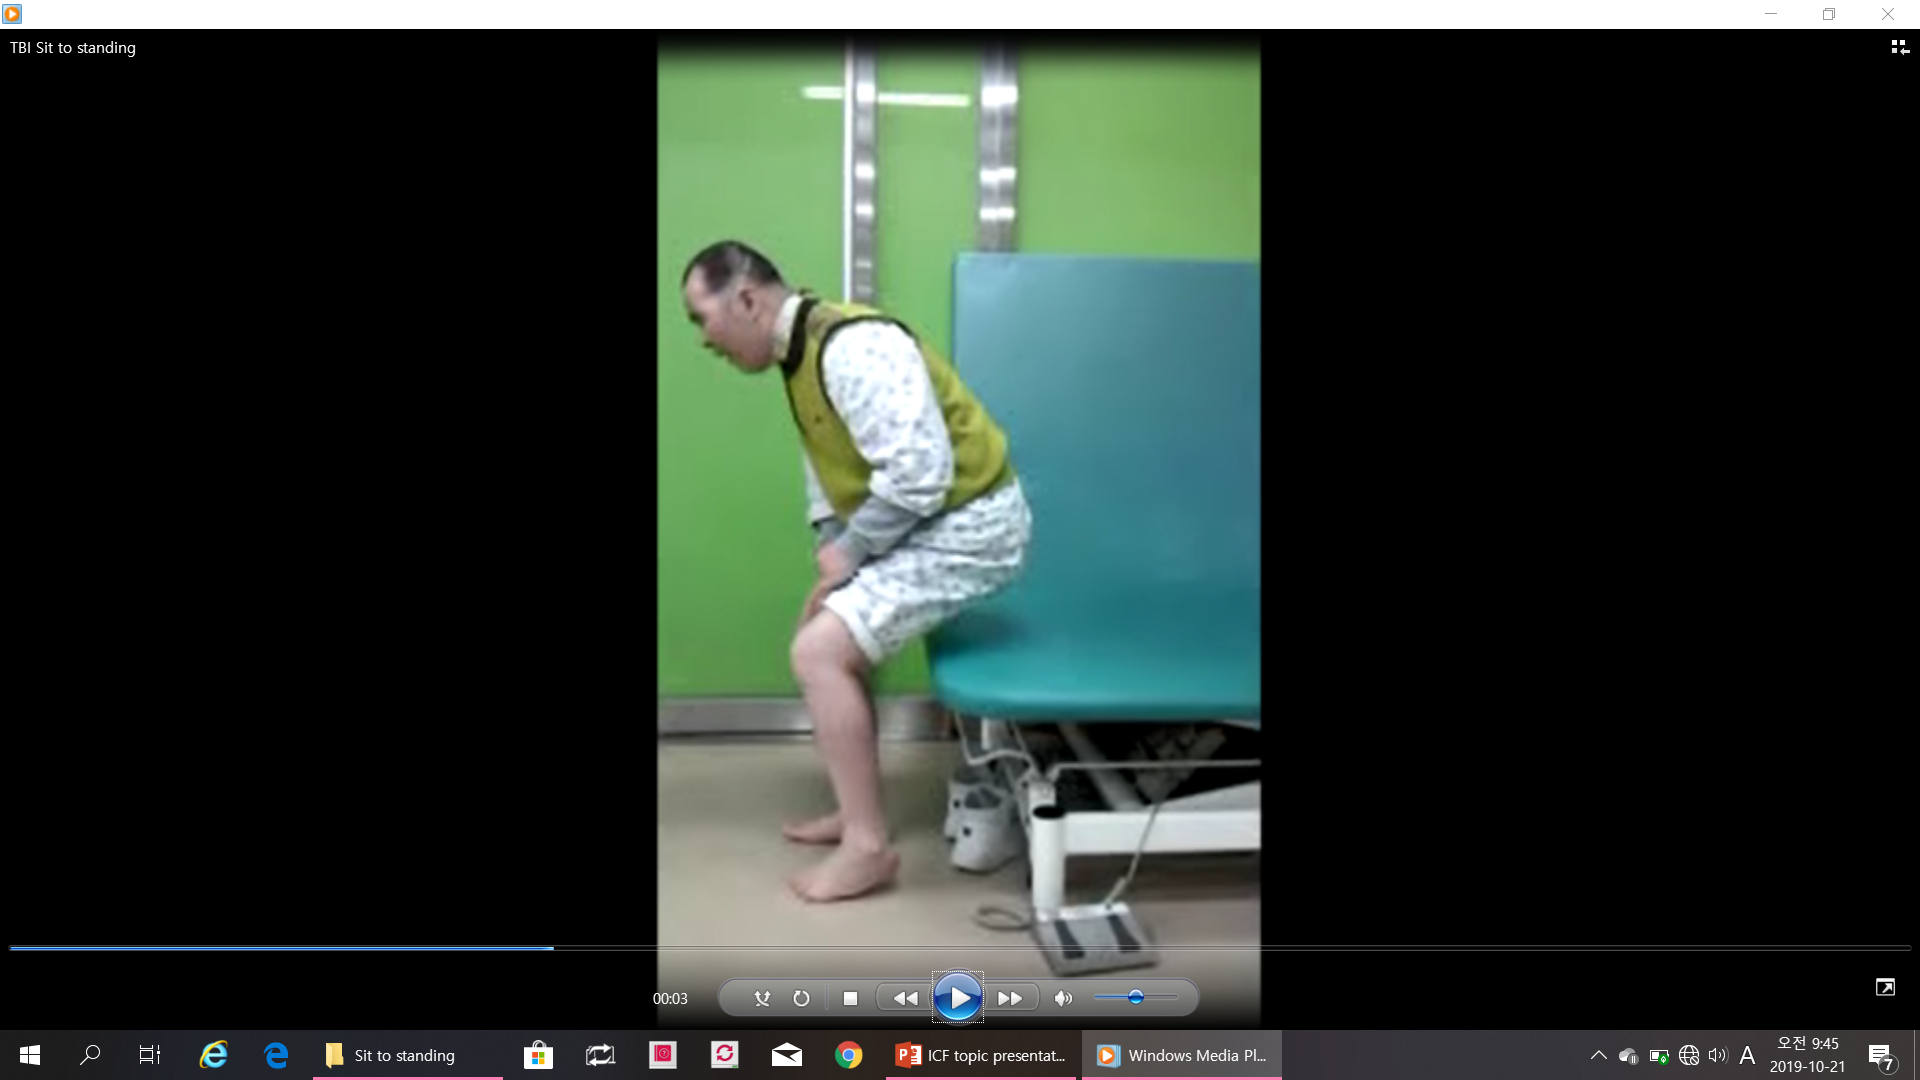 TBI Sit to standing
00:03
Sit to standing
ICF topic presentat...
Windows Media Pl...
A
오전 9:45
2019-10-21
7